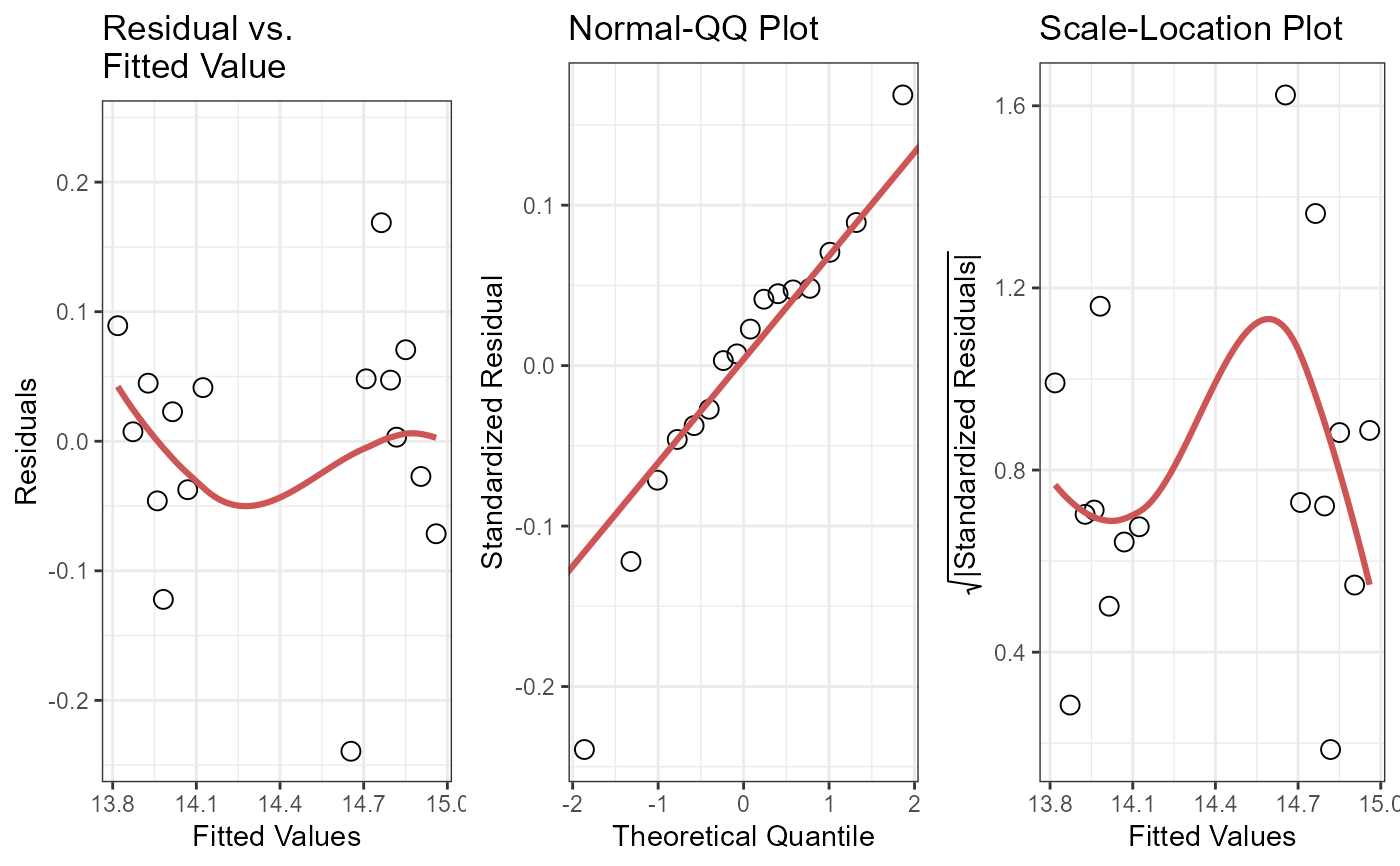 Residual vs.
Fitted Value
Residuals
0.2
0.1
0.0
-0.1
-0.2
13.8 14.1 14.4 14.7 15.0
Fitted Values
Normal-QQ Plot
Standardized Residual
0.1
0.0
-0.1
-0.2
-2 -1 0 1 2
Theoretical Quantile
Scale-Location Plot
√|Standardized Residuals|
1.6
1.2
0.8
0.4
13.8 14.1 14.4 14.7 15.0
Fitted Values